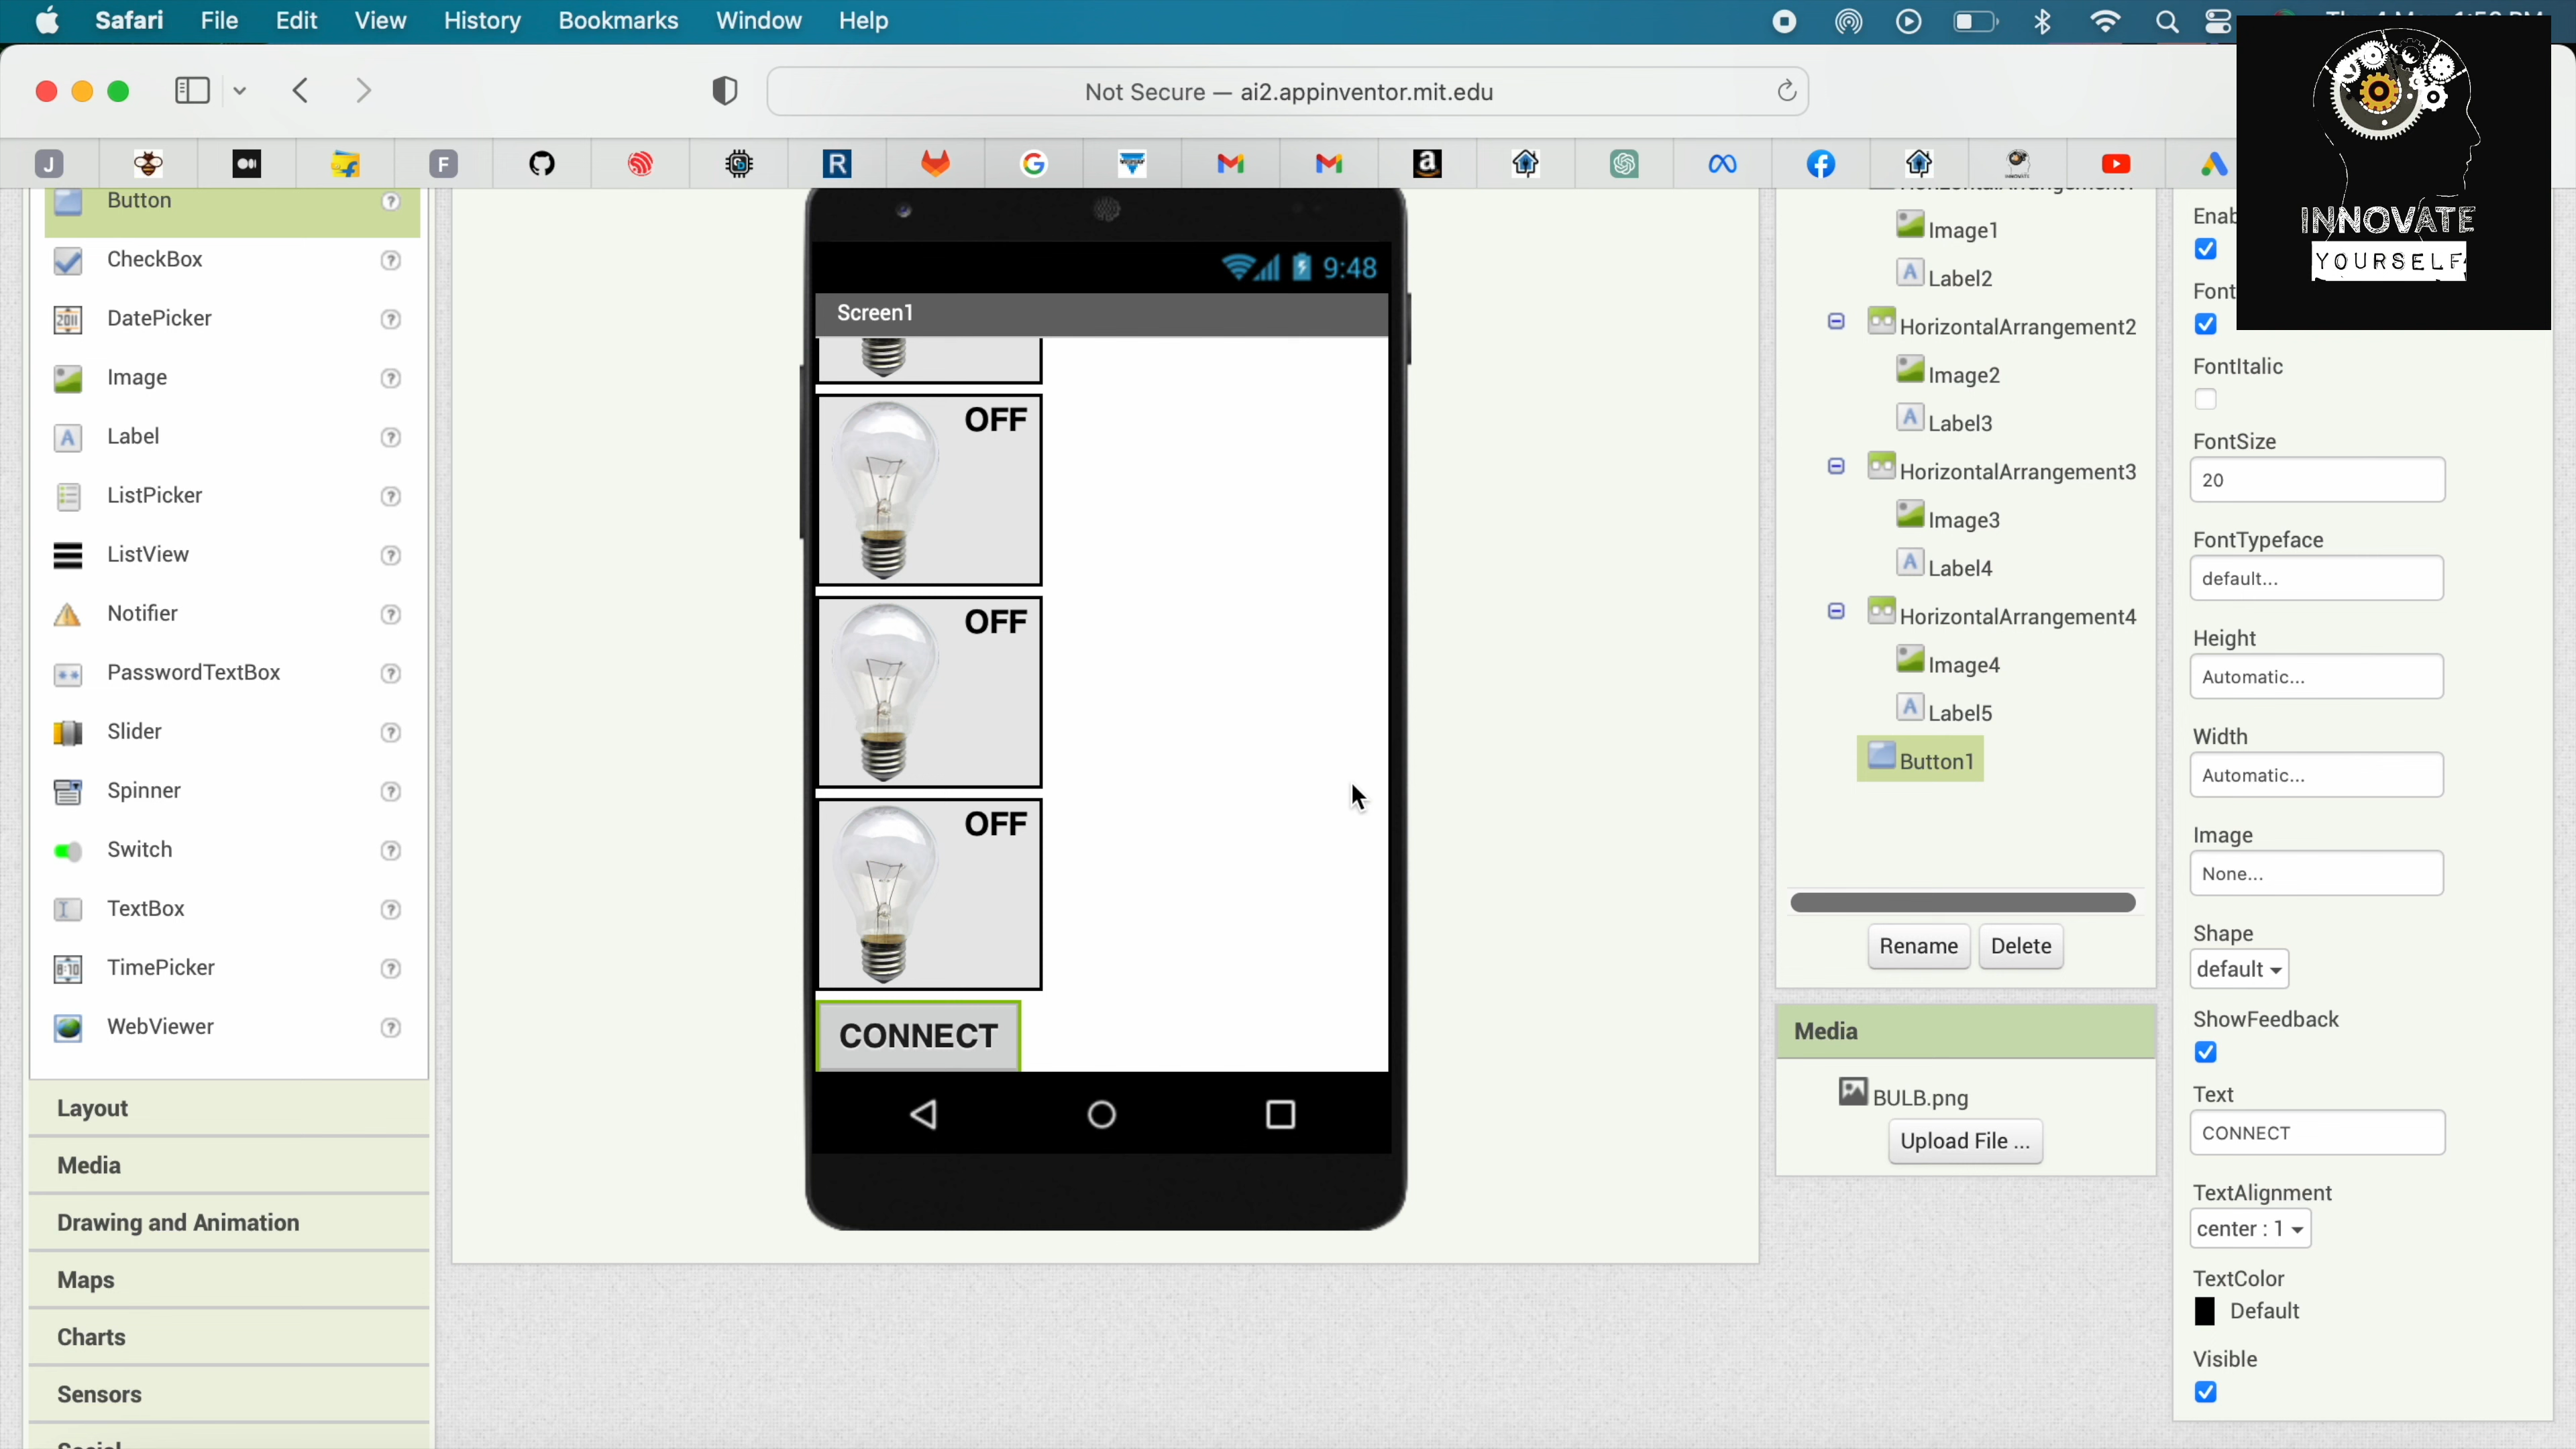 Safari File Edit View History Bookmarks Window Help
Not Secure — ai2.appinventor.mit.edu
J
F
R
a
INNOVATE
YOURSELF
Button
CheckBox
DatePicker
Image
Label
ListPicker
ListView
Notifier
PasswordTextBox
Slider
Spinner
Switch
TextBox
TimePicker
WebViewer
Layout
Media
Drawing and Animation
Maps
Charts
Sensors
9:48
Screen1
OFF
OFF
OFF
CONNECT
Image1
Label2
HorizontalArrangement2
Image2
Label3
HorizontalArrangement3
Image3
Label4
HorizontalArrangement4
Image4
Label5
Button1
Rename Delete
Media
BULB.png
Upload File ...
Enab
Font
FontItalic
FontSize
20
FontTypeface
default...
Height
Automatic...
Width
Automatic...
Image
None...
Shape
default
ShowFeedback
Text
CONNECT
TextAlignment
center : 1
TextColor
Default
Visible